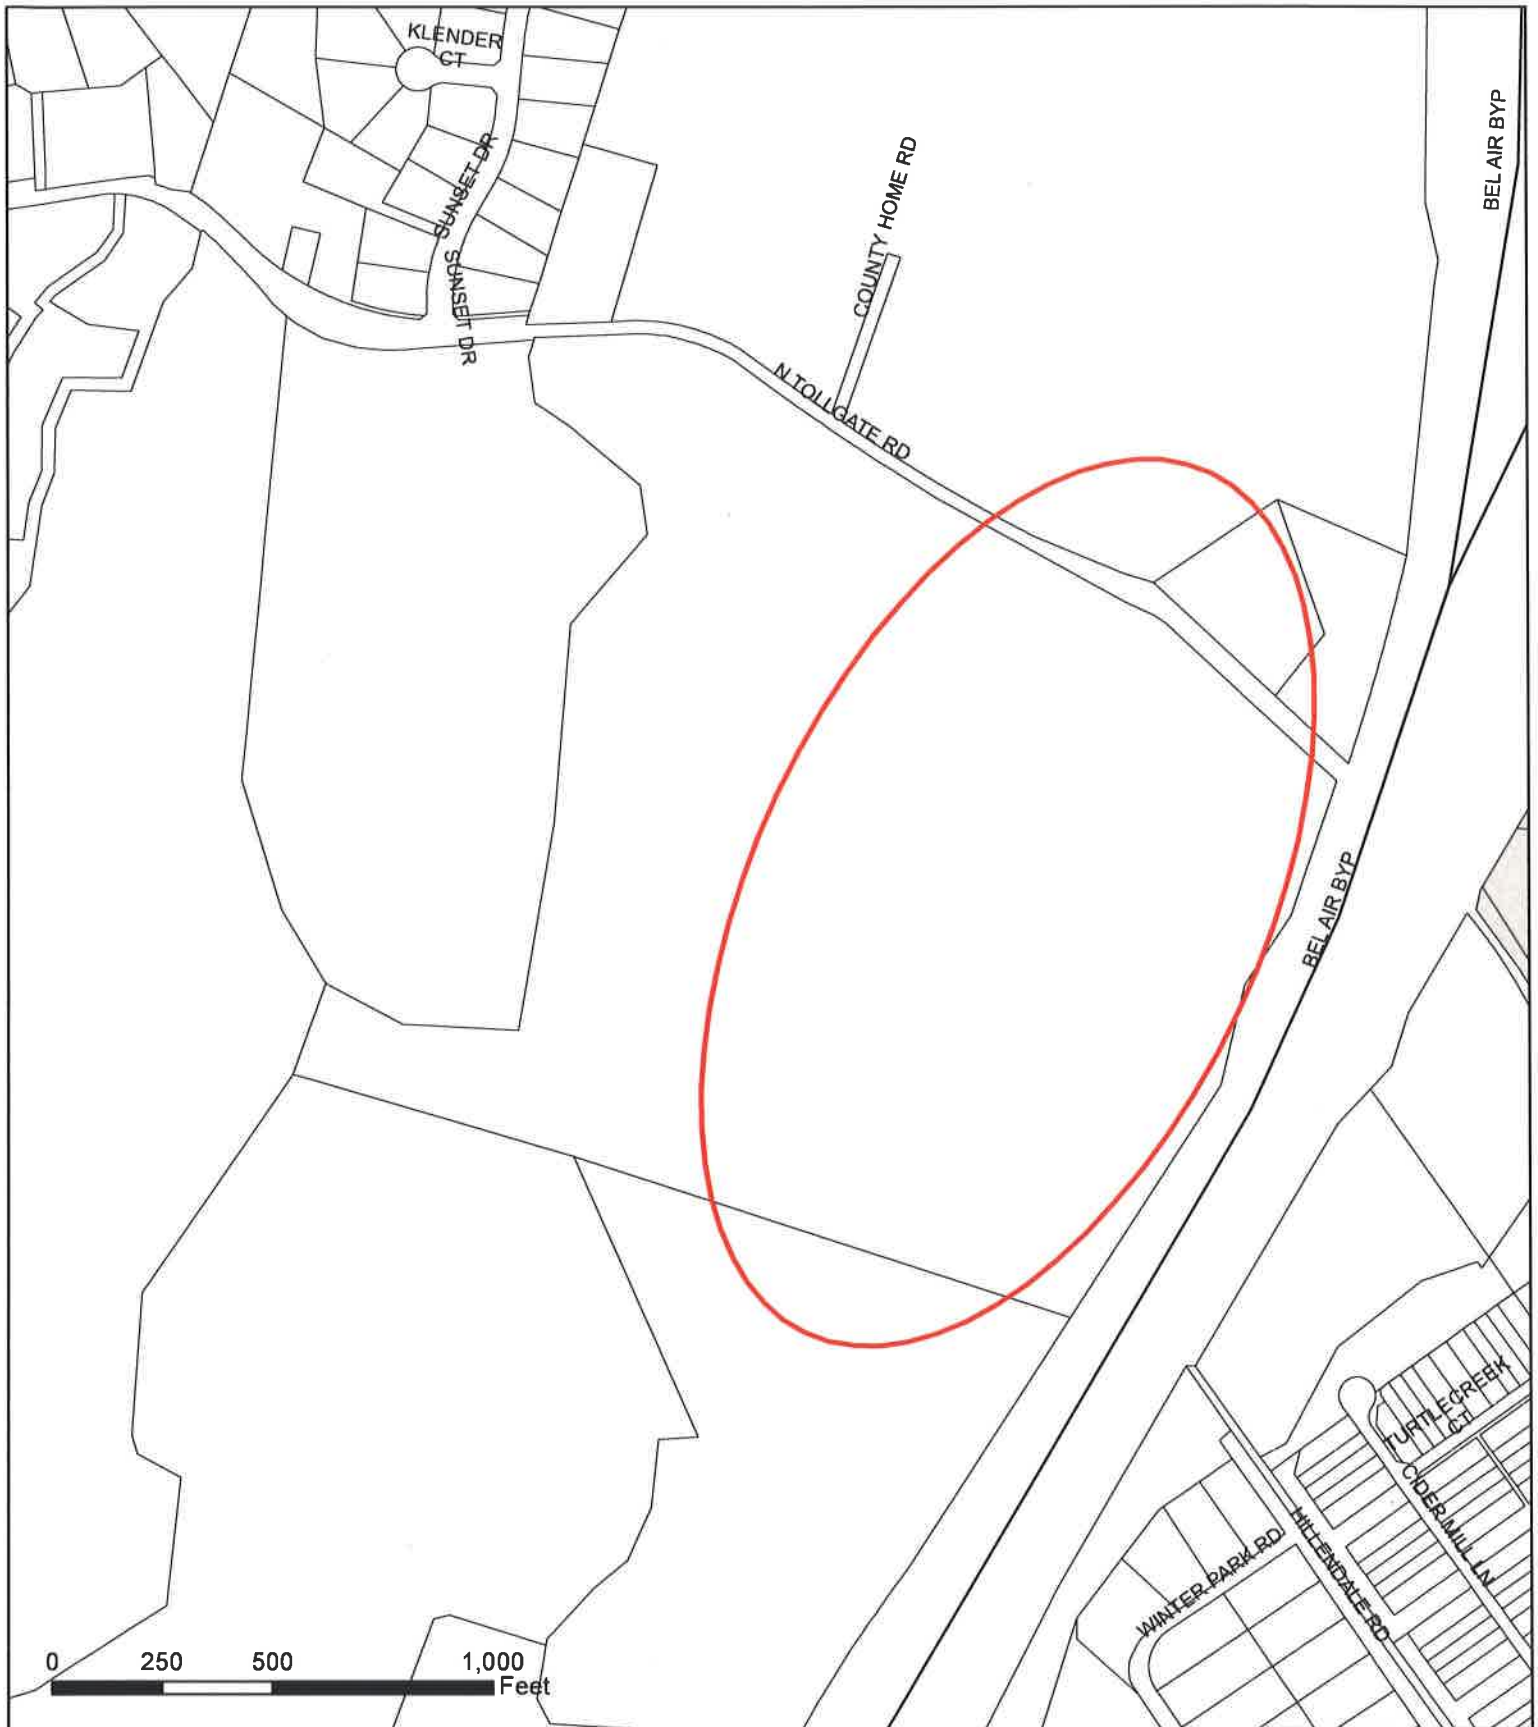 KLENDER
CT
BEL AIR BYP
SUNSET DR
COUNTY HOME RD
SUNSET DR
N TOLLGATE RD
BEL AIR BYP
TURTLECREEK
CT
CIDER MILL LN
HILLENDALE RD
WINTER PARK RD
0 250 500 1,000
Feet